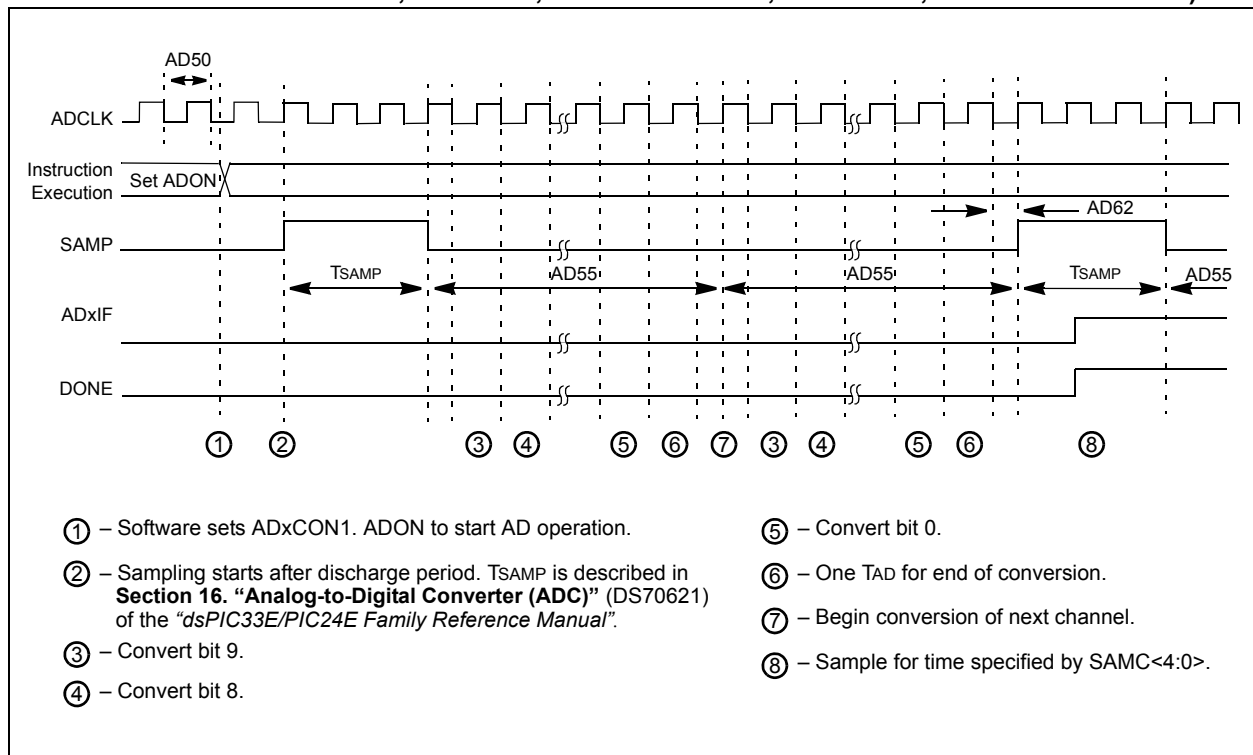 AD50
ADCLK
Instruction
Execution
Set ADON
AD62
SAMP
TSAMP
AD55
AD55
TSAMP
AD55
ADxIF
DONE
1 2 3 4 5 6 7 3 4 5 6 8
1 – Software sets ADxCON1. ADON to start AD operation.
2 – Sampling starts after discharge period. TSAMP is described in
Section 16. “Analog-to-Digital Converter (ADC)” (DS70621)
of the “dsPIC33E/PIC24E Family Reference Manual”.
3 – Convert bit 9.
4 – Convert bit 8.
5 – Convert bit 0.
6 – One TAD for end of conversion.
7 – Begin conversion of next channel.
8 – Sample for time specified by SAMC<4:0>.